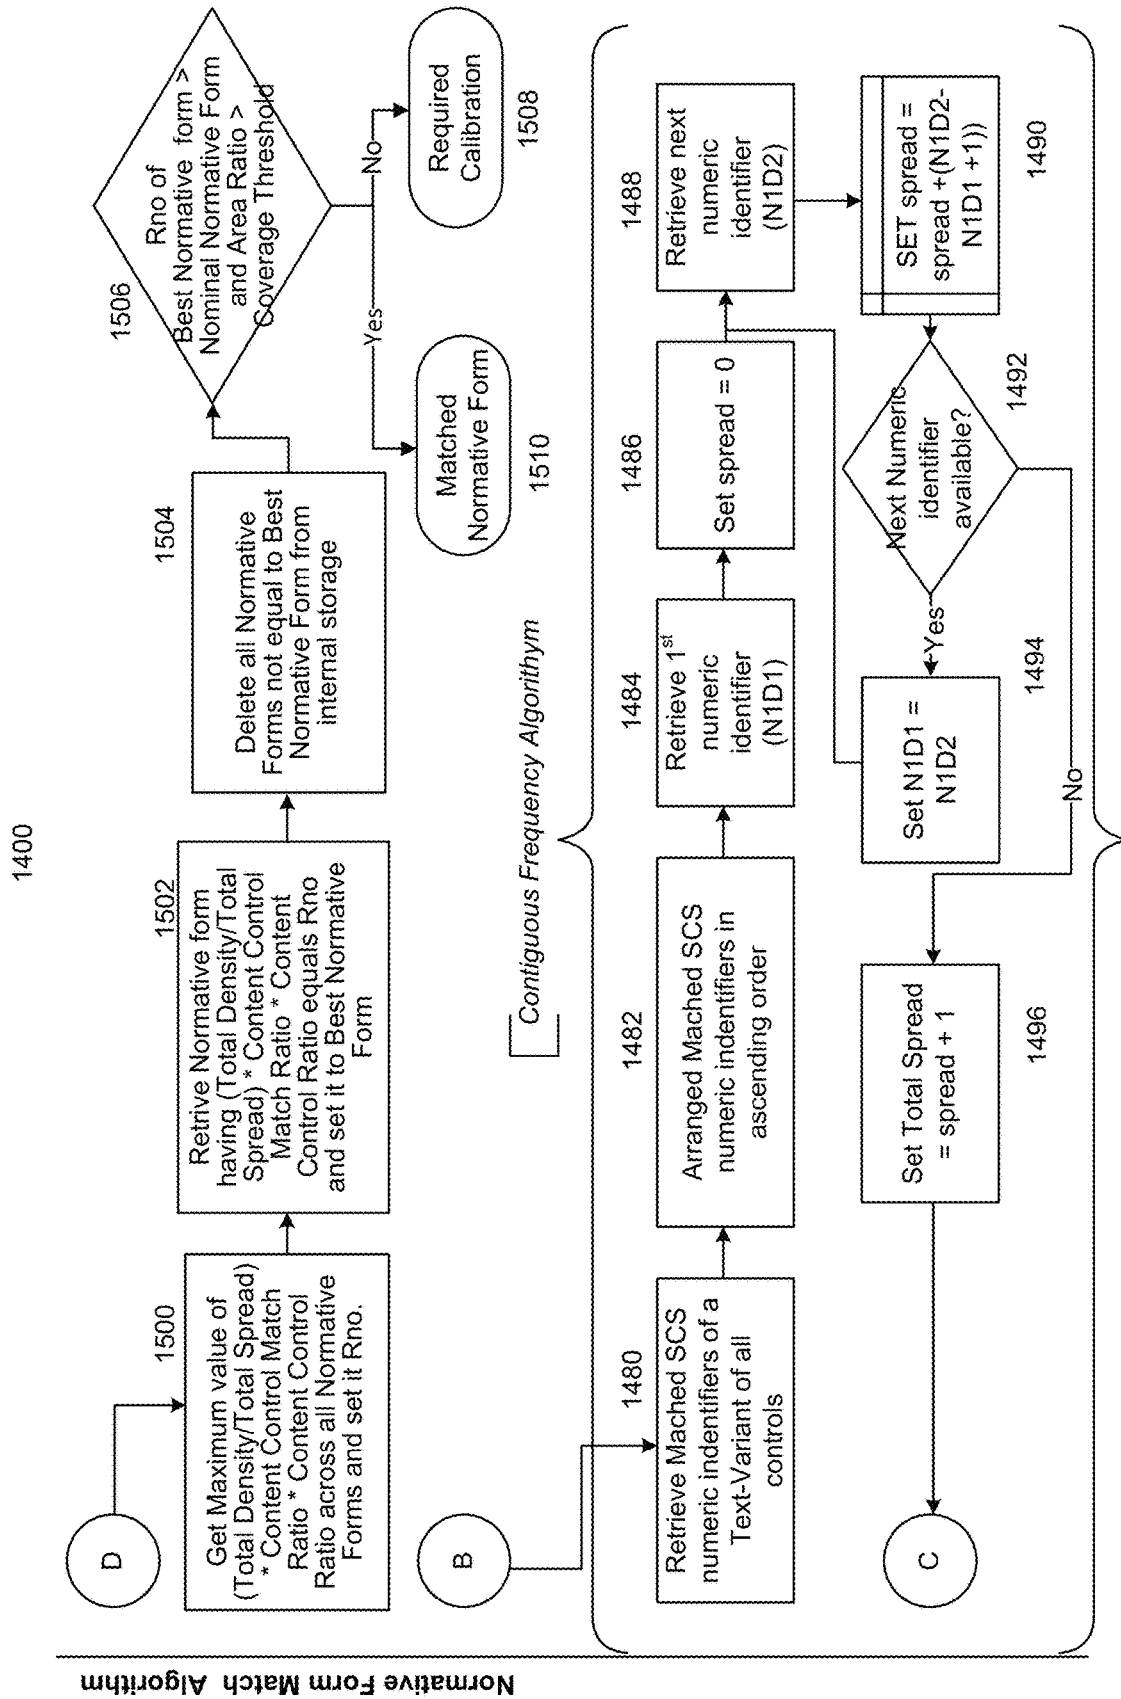 1400
Normative Form Match Algorithm
D
1500
Get Maximum value of
(Total Density/Total Spread)
* Content Control Match
Ratio * Content Control
Ratio across all Normative
Forms and set it Rno.
1502
Retrive Normative form
having (Total Density/Total
Spread) * Content Control
Match Ratio * Content
Control Ratio equals Rno
and set it to Best Normative
Form
1504
Delete all Normative
Forms not equal to Best
Normative Form from
internal storage
1506
Rno of
Best Normative form >
Nominal Normative Form
and Area Ratio >
Coverage Threshold
Yes
No
Matched
Normative Form
1510
Required
Calibration
1508
Contiguous Frequency Algorithym
B
1480
Retrieve Mached SCS
numeric indentifiers of a
Text-Variant of all
controls
1482
Arranged Mached SCS
numeric indentifiers in
ascending order
1484
Retrieve 1st
numeric
identifier
(N1D1)
1486
Set spread = 0
1488
Retrieve next
numeric
identifier
(N1D2)
SET spread =
spread +(N1D2-
N1D1 +1))
1490
Next Numeric
identifier
available?
1492
Yes
No
Set N1D1 =
N1D2
1494
Set Total Spread
= spread + 1
1496
C